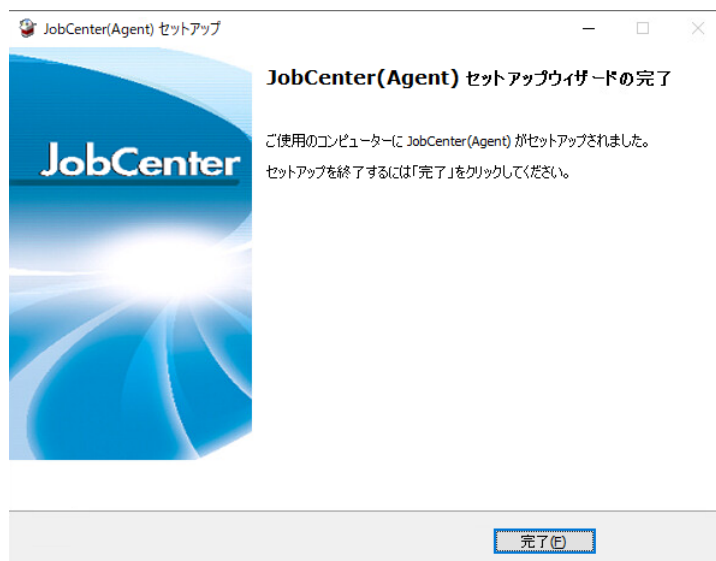 JobCenter(Agent) セットアップ
JobCenter(Agent) セットアップウィザードの完了
ご使用のコンピューターに JobCenter(Agent) がセットアップされました。
セットアップを終了するには「完了」をクリックしてください。
JobCenter
完了(F)